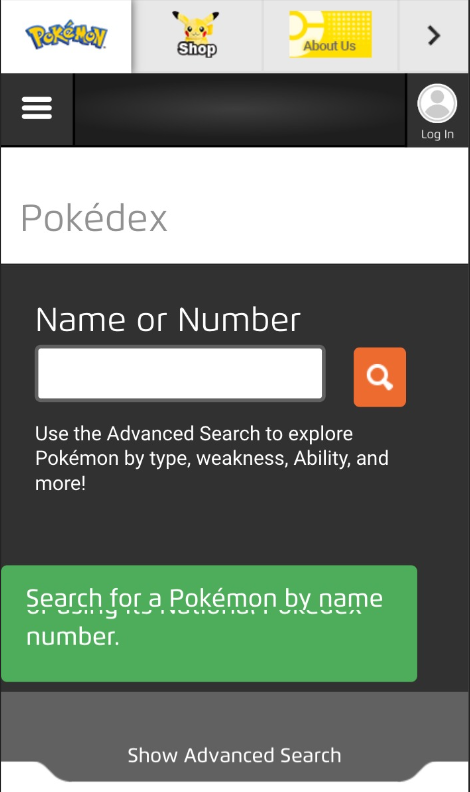 Pokémon
Shop
About Us
Log In
Pokédex
Name or Number
Use the Advanced Search to explore
Pokémon by type, weakness, Ability, and
more!
Search for a Pokémon by name
or using its National Pokédex
number.
Show Advanced Search